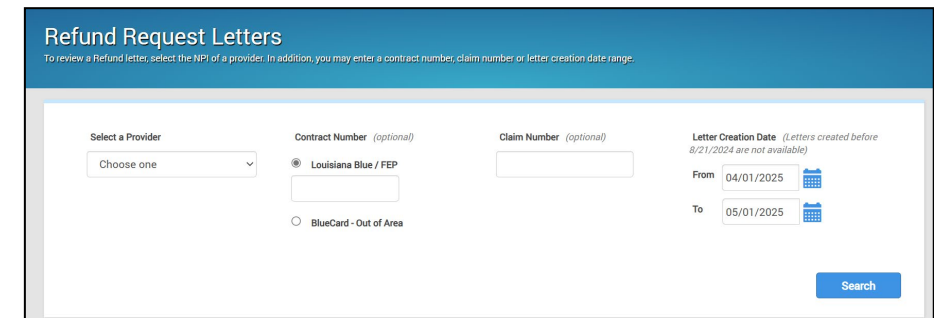 Refund Request Letters
To review a Refund letter, select the NPI of a provider. In addition, you may enter a contract number, claim number or letter creation date range.
Select a Provider
Choose one
Contract Number (optional)
Louisiana Blue / FEP
BlueCard - Out of Area
Claim Number (optional)
Letter Creation Date (Letters created before
8/21/2024 are not available)
From 04/01/2025
To 05/01/2025
Search